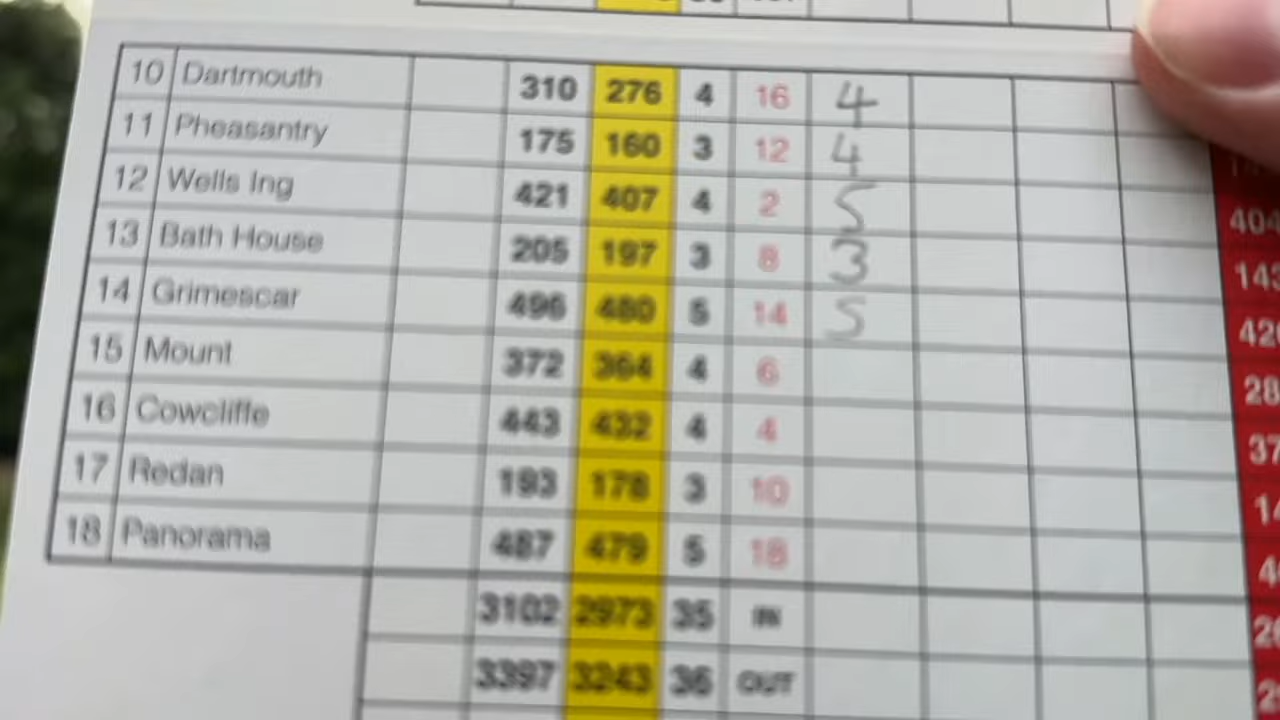 10 Dartmouth 310 276 4 16 4
11 Pheasantry 175 160 3 12 4
12 Wells Ing 421 407 4 2 5 404
13 Bath House 205 197 3 8 3 143
14 Grimescar 496 480 5 14 5
15 Mount 372 364 4 6
16 Cowcliffe 443 432 4 4
17 Redan 193 178 3 10
18 Panorama 487 479 5 18
3102 2973 35 IN
3397 3243 36 OUT